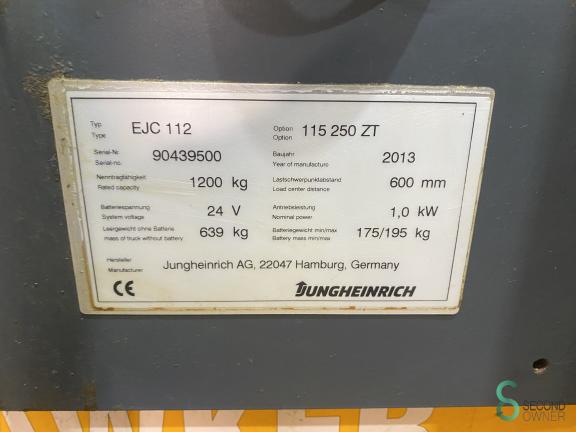 Typ EJC 112 Option 115 250 ZT
Type Option
Serial-Nr. 90439500 Baujahr 2013
Serial-no. Year of manufacture
Nenntragfähigkeit 1200 kg Lastschwerpunktabstand 600 mm
Rated capacity Load center distance
Batteriespannung 24 V Antriebsleistung 1,0 kW
System voltage Nominal power
Leergewicht ohne Batterie 639 kg Batteriegewicht min/max 175/195 kg
mass of truck without battery Battery mass min/max
Hersteller Jungheinrich AG, 22047 Hamburg, Germany
Manufacturer
CE JUNGHEINRICH
SECOND
OWNER